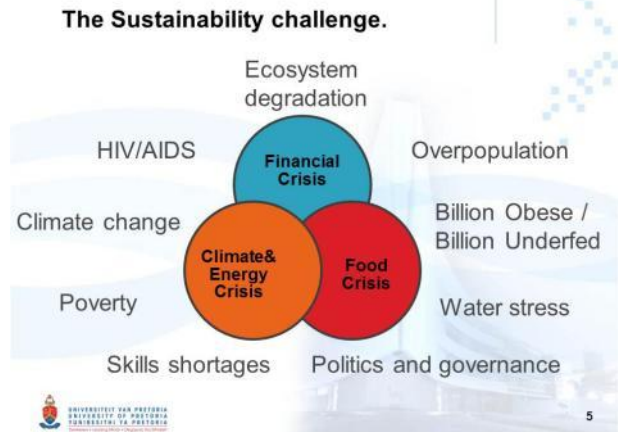 The Sustainability challenge.
Ecosystem
degradation
HIV/AIDS
Overpopulation
Financial
Crisis
Climate change
Billion Obese /
Billion Underfed
Climate&
Energy
Crisis
Food
Crisis
Poverty
Water stress
Skills shortages
Politics and governance
UNIVERSITEIT VAN PRETORIA
UNIVERSITY OF PRETORIA
YUNIBESITHI YA PRETORIA
5